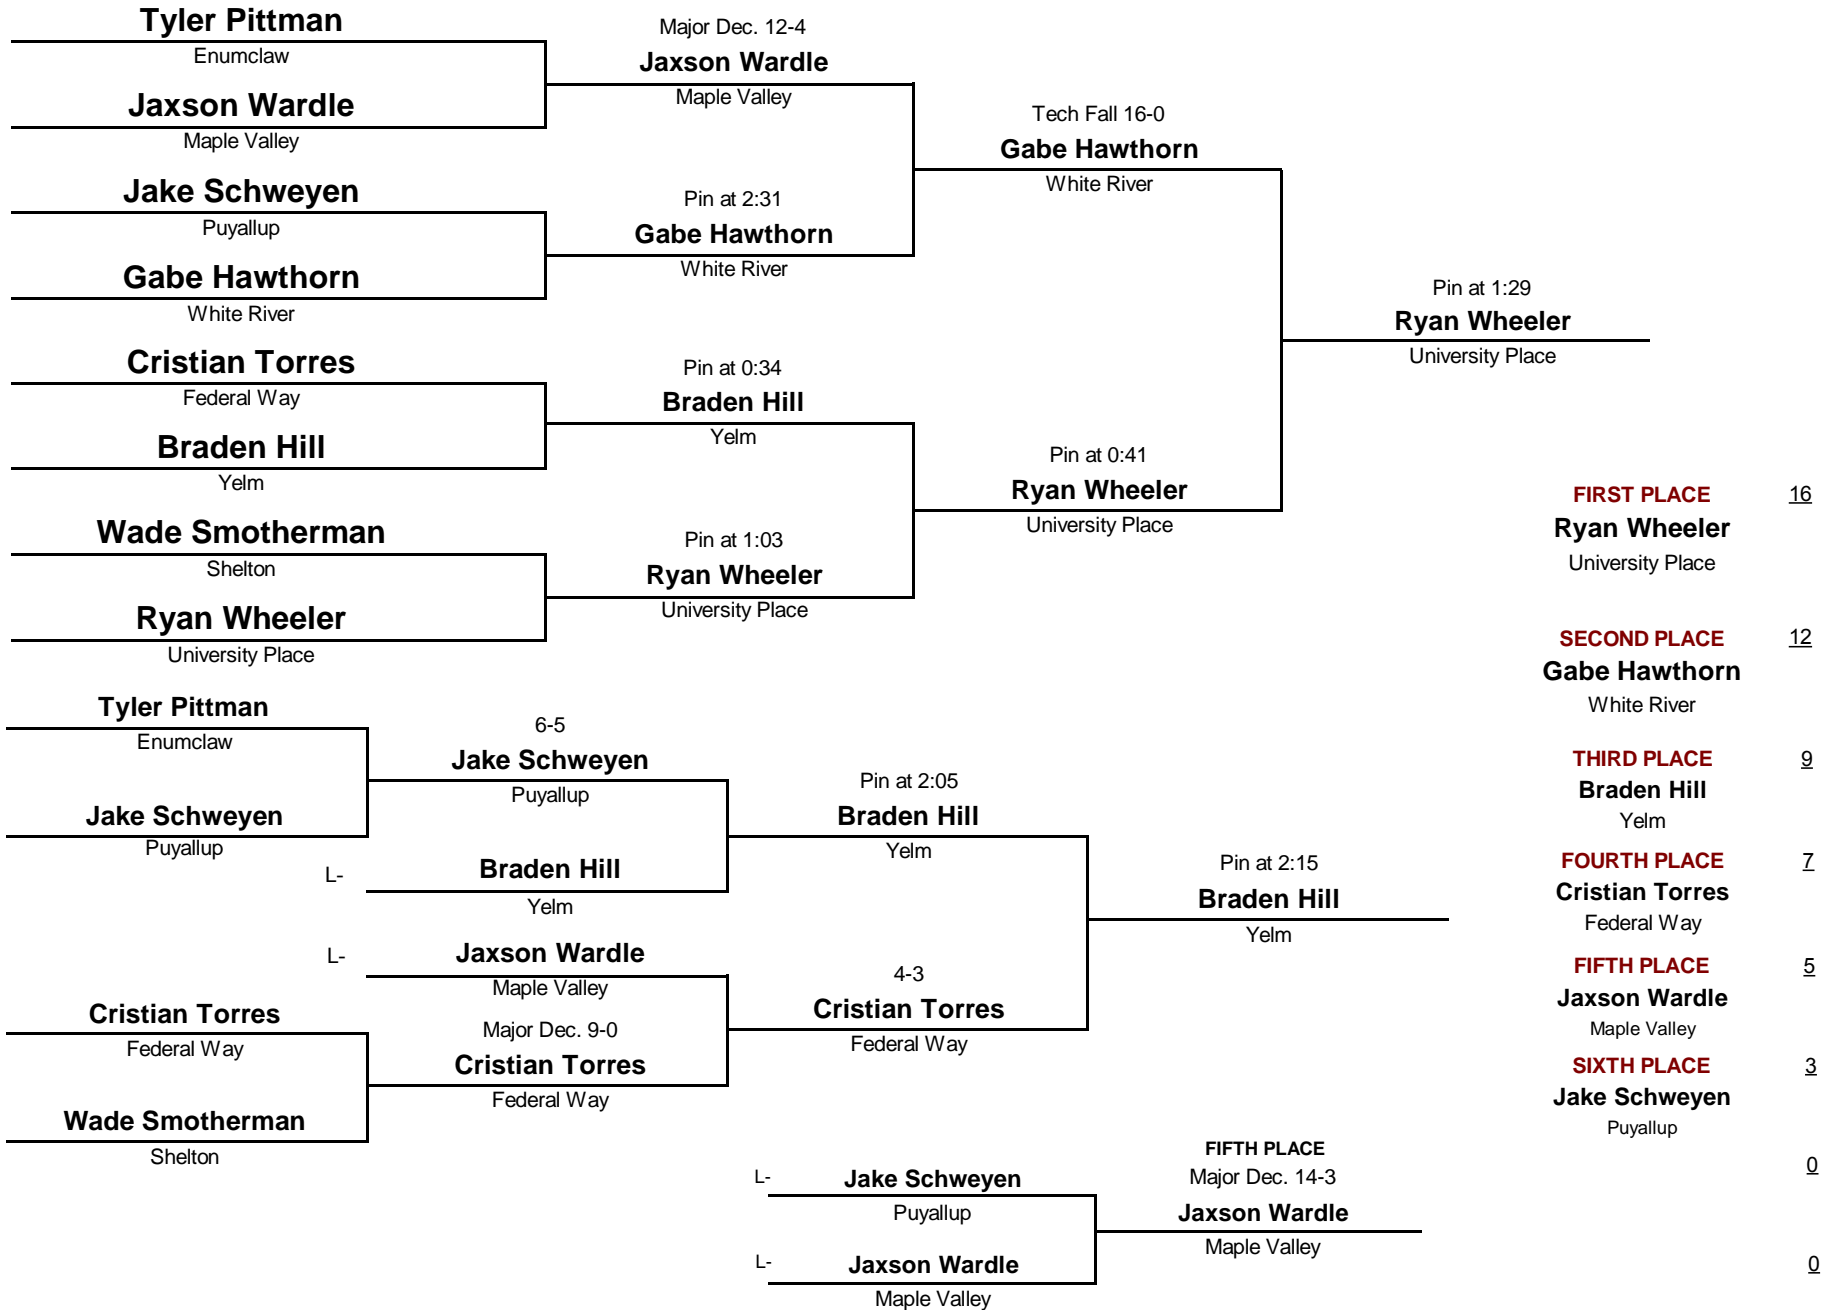 Tyler Pittman
Enumclaw
Jaxson Wardle
Maple Valley
Jake Schweyen
Puyallup
Gabe Hawthorn
White River
Cristian Torres
Federal Way
Braden Hill
Yelm
Wade Smotherman
Shelton
Ryan Wheeler
University Place
Major Dec. 12-4
Jaxson Wardle
Maple Valley
Pin at 2:31
Gabe Hawthorn
White River
Pin at 0:34
Braden Hill
Yelm
Pin at 1:03
Ryan Wheeler
University Place
Tech Fall 16-0
Gabe Hawthorn
White River
Pin at 0:41
Ryan Wheeler
University Place
Pin at 1:29
Ryan Wheeler
University Place
Tyler Pittman
Enumclaw
Jake Schweyen
Puyallup
Cristian Torres
Federal Way
Wade Smotherman
Shelton
6-5
Jake Schweyen
Puyallup
L- Braden Hill
Yelm
L- Jaxson Wardle
Maple Valley
Major Dec. 9-0
Cristian Torres
Federal Way
Pin at 2:05
Braden Hill
Yelm
4-3
Cristian Torres
Federal Way
Pin at 2:15
Braden Hill
Yelm
L- Jake Schweyen
Puyallup
L- Jaxson Wardle
Maple Valley
FIFTH PLACE
Major Dec. 14-3
Jaxson Wardle
Maple Valley
FIRST PLACE 16
Ryan Wheeler
University Place
SECOND PLACE 12
Gabe Hawthorn
White River
THIRD PLACE 9
Braden Hill
Yelm
FOURTH PLACE 7
Cristian Torres
Federal Way
FIFTH PLACE 5
Jaxson Wardle
Maple Valley
SIXTH PLACE 3
Jake Schweyen
Puyallup
0
0